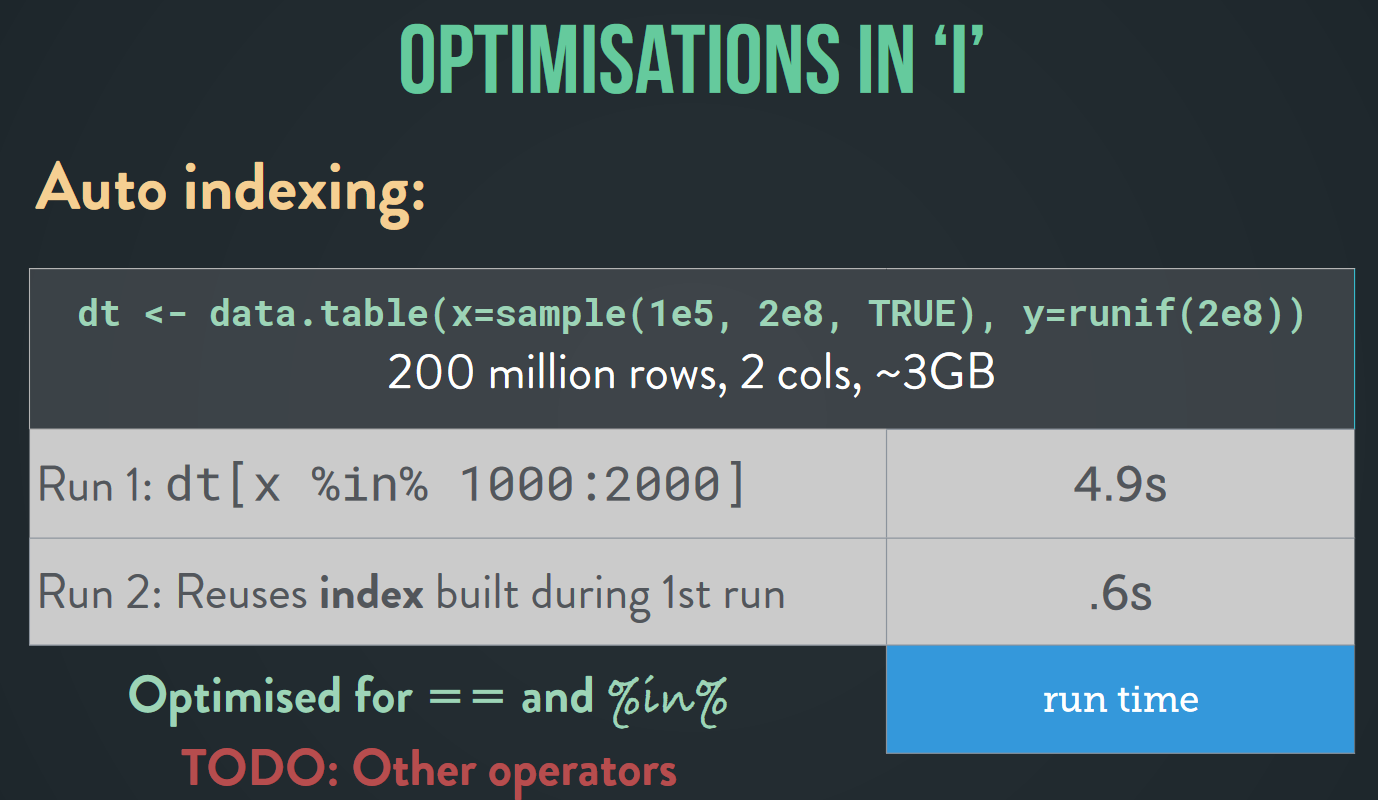 OPTIMISATIONS IN ‘I’
Auto indexing:
dt <- data.table(x=sample(1e5, 2e8, TRUE), y=runif(2e8))
200 million rows, 2 cols, ~3GB
Run 1: dt[x %in% 1000:2000]
4.9s
Run 2: Reuses index built during 1st run
.6s
Optimised for == and %in%
run time
TODO: Other operators